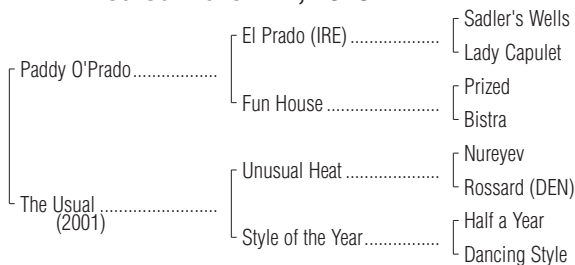 Paddy O'Prado
El Prado (IRE)
Sadler's Wells
Lady Capulet
Fun House
Prized
Bistra
The Usual
(2001)
Unusual Heat
Nureyev
Rossard (DEN)
Style of the Year
Half a Year
Dancing Style